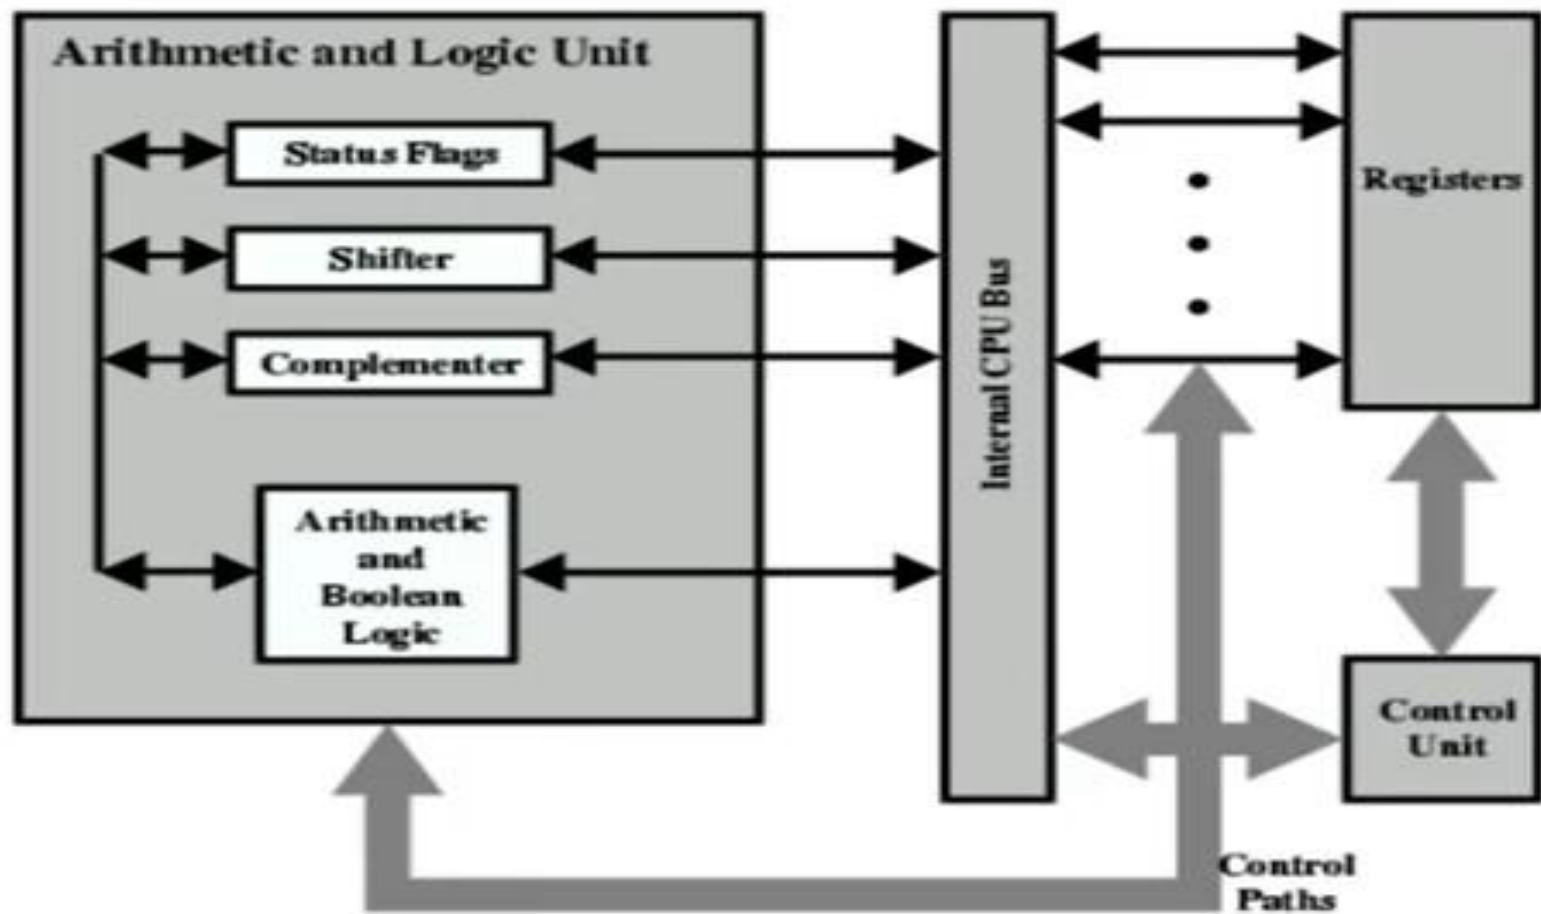 Arithmetic and Logic Unit
Status Flags
Shifter
Complementer
Arithmetic
and
Boolean
Logic
Internal CPU Bus
Registers
Control
Unit
Control
Paths